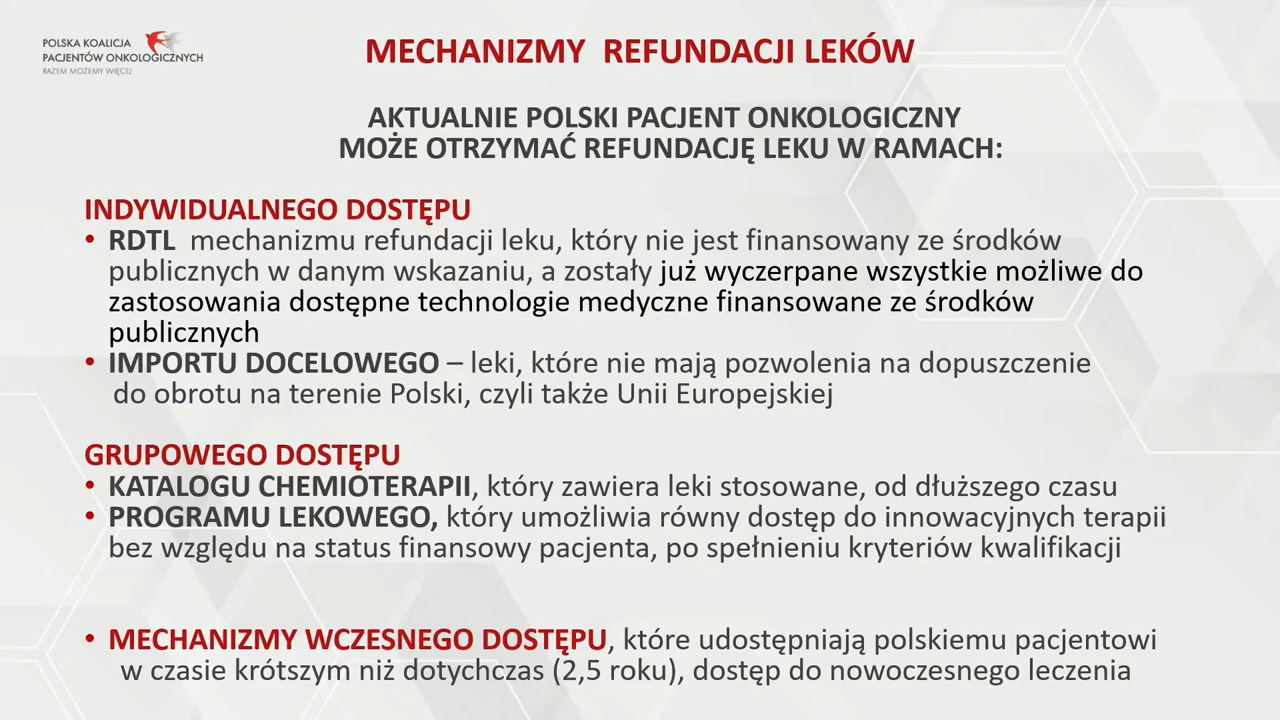 POLSKA KOALICJA
PACJENTÓW ONKOLOGICZNYCH
RAZEM MOŻEMY WIĘCEJ
MECHANIZMY REFUNDACJI LEKÓW
AKTUALNIE POLSKI PACJENT ONKOLOGICZNY
MOŻE OTRZYMAĆ REFUNDACJĘ LEKU W RAMACH:
INDYWIDUALNEGO DOSTĘPU
• RDTL mechanizmu refundacji leku, który nie jest finansowany ze środków
publicznych w danym wskazaniu, a zostały już wyczerpane wszystkie możliwe do
zastosowania dostępne technologie medyczne finansowane ze środków
publicznych
• IMPORTU DOCELOWEGO – leki, które nie mają pozwolenia na dopuszczenie
do obrotu na terenie Polski, czyli także Unii Europejskiej
GRUPOWEGO DOSTĘPU
• KATALOGU CHEMIOTERAPII, który zawiera leki stosowane, od dłuższego czasu
• PROGRAMU LEKOWEGO, który umożliwia równy dostęp do innowacyjnych terapii
bez względu na status finansowy pacjenta, po spełnieniu kryteriów kwalifikacji
• MECHANIZMY WCZESNEGO DOSTĘPU, które udostępniają polskiemu pacjentowi
w czasie krótszym niż dotychczas (2,5 roku), dostęp do nowoczesnego leczenia